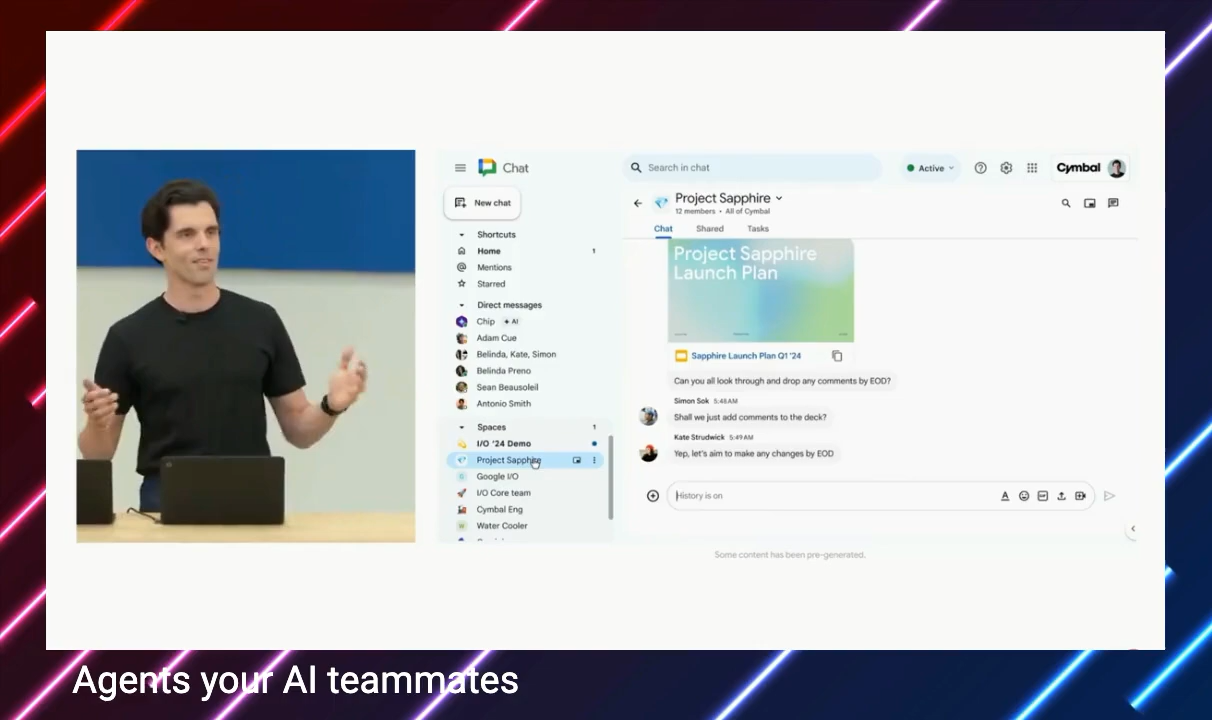 Chat
New chat
Shortcuts
Home 1
Mentions
Starred
Direct messages
Chip AI
Adam Cue
Belinda, Kate, Simon
Belinda Preno
Sean Beausoleil
Antonio Smith
Spaces 1
I/O '24 Demo
Project Sapphire
Google I/O
I/O Core team
Cymbal Eng
Water Cooler
Search in chat
Active
Cymbal
Project Sapphire
12 members • All of Cymbal
Chat Shared Tasks
Project Sapphire
Launch Plan
Sapphire Launch Plan Q1 '24
Can you all look through and drop any comments by EOD?
Simon Sok 5:48 AM
Shall we just add comments to the deck?
Kate Strudwick 5:49 AM
Yep, let's aim to make any changes by EOD
History is on
Some content has been pre-generated.
Agents your AI teammates